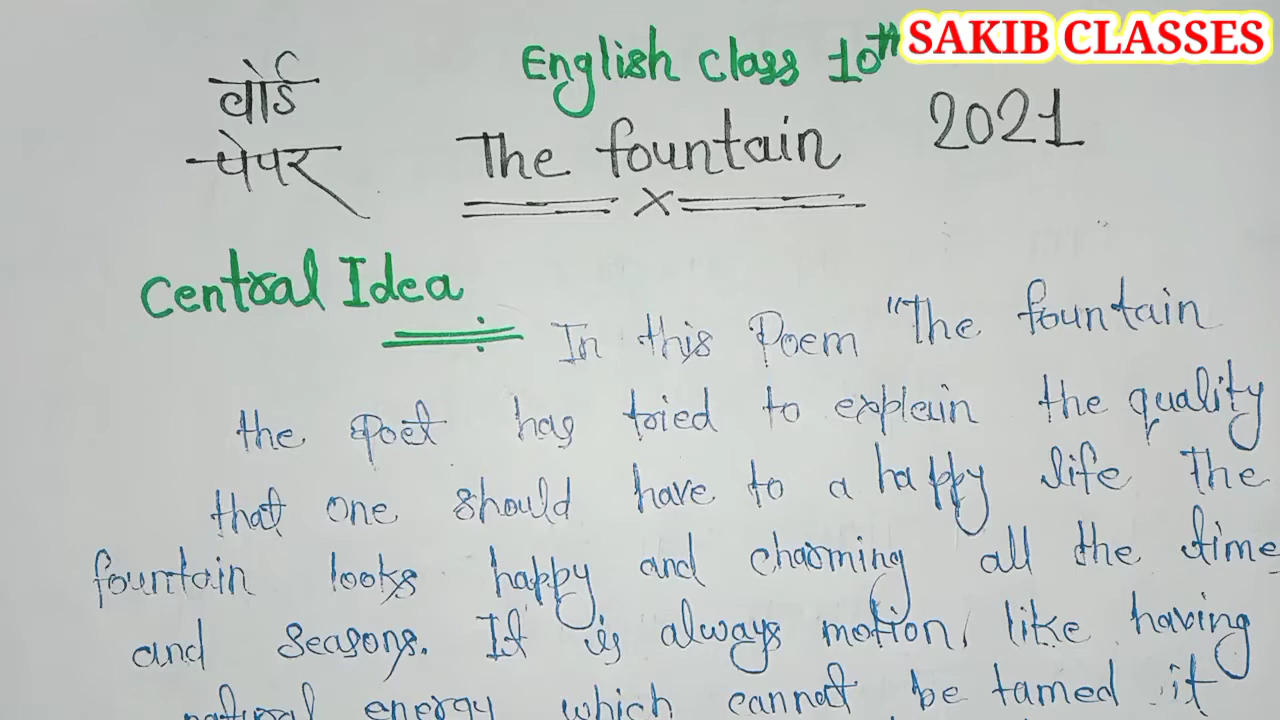 SAKIB CLASSES
English Class 10th
बोर्ड
पेपर
The fountain
2021
Central Idea
In this Poem "The fountain
the Poet has tried to explain the quality
that one should have to a happy life The
fountain looks happy and charming all the time
and seasons. It is always motion, like having
natural energy which cannot be tamed it